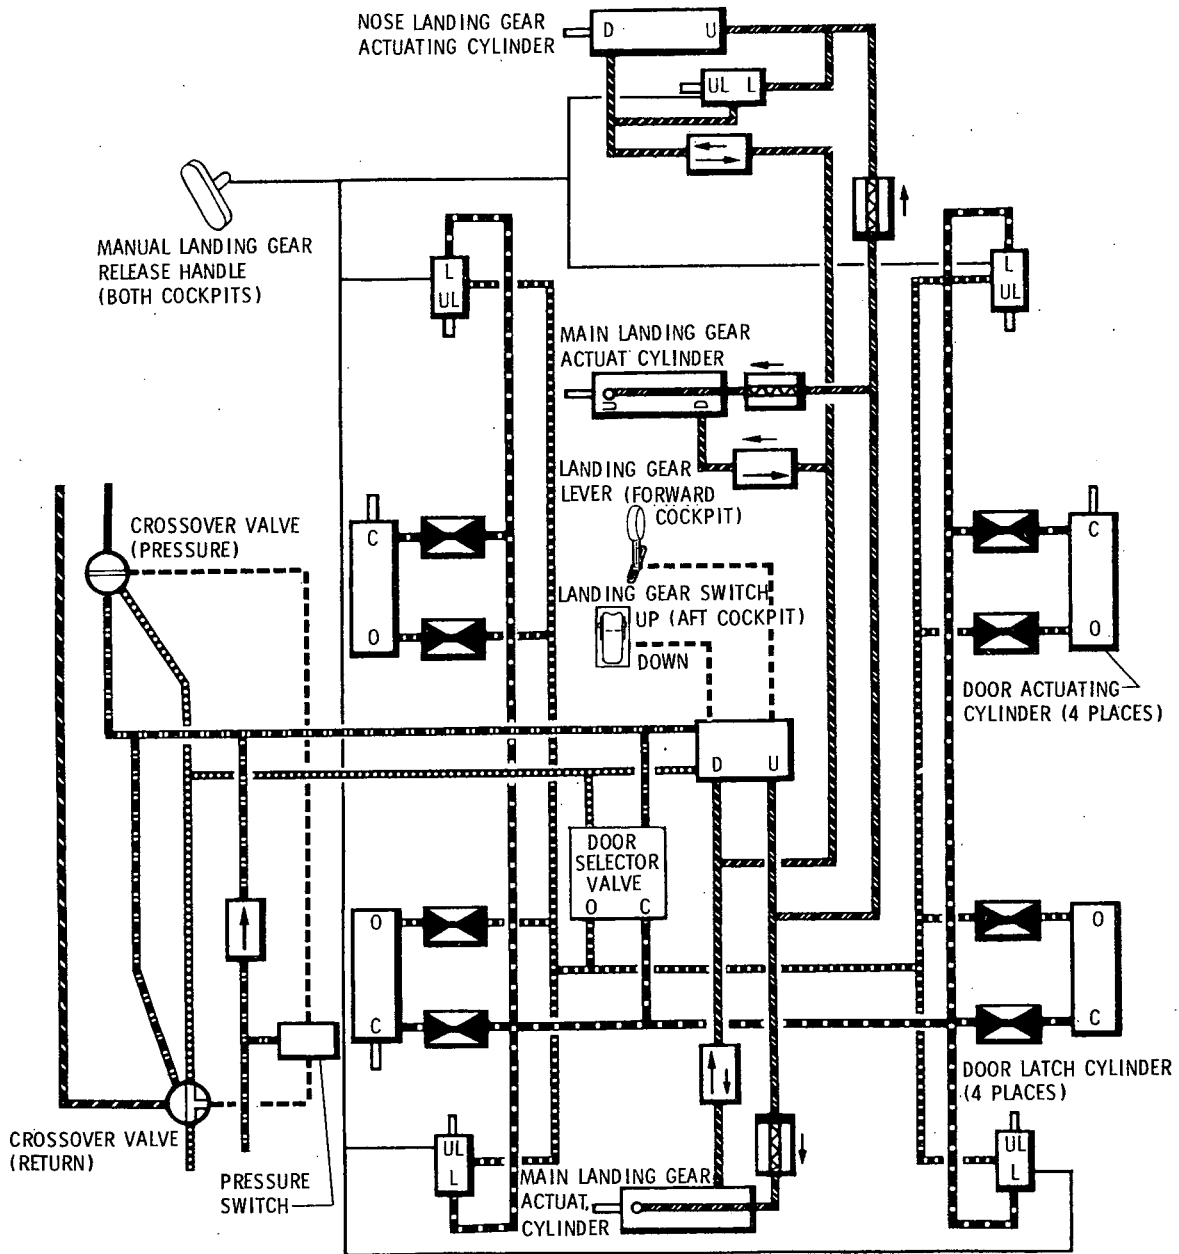 NOSE LANDING GEAR
ACTUATING CYLINDER
D U
UL L
MANUAL LANDING GEAR
RELEASE HANDLE
(BOTH COCKPITS)
L
UL
L
UL
MAIN LANDING GEAR
ACTUAT CYLINDER
U D
LANDING GEAR
LEVER (FORWARD
COCKPIT)
CROSSOVER VALVE
(PRESSURE)
C
O
C
O
LANDING GEAR SWITCH
UP (AFT COCKPIT)
DOWN
DOOR ACTUATING
CYLINDER (4 PLACES)
D U
DOOR
SELECTOR
VALVE
O C
O
C
O
C
DOOR LATCH CYLINDER
(4 PLACES)
CROSSOVER VALVE
(RETURN)
PRESSURE
SWITCH
UL
L
UL
L
MAIN LANDING GEAR
ACTUAT,
CYLINDER